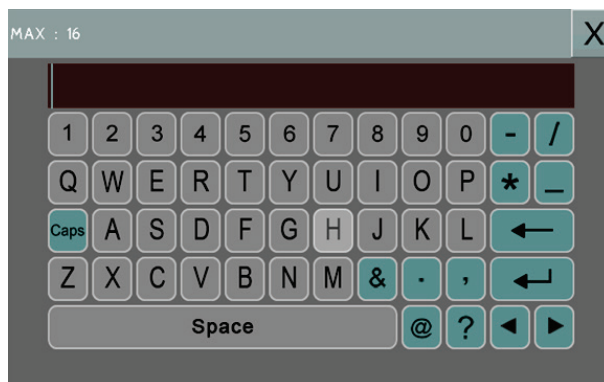 MAX : 16 X
1 2 3 4 5 6 7 8 9 0 - /
Q W E R T Y U I O P * _
Caps A S D F G H J K L ←
Z X C V B N M & . , ↵
Space @ ? ◀ ▶